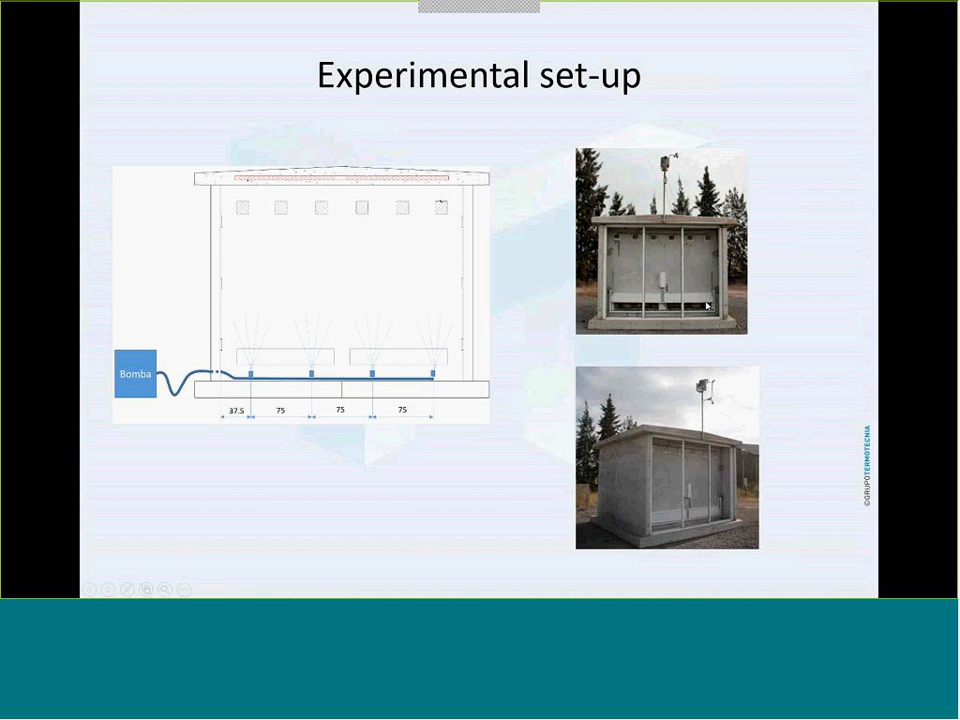 Experimental set-up
Bomba
37.5
75
75
75
©GRUPOTERMOTECNIA